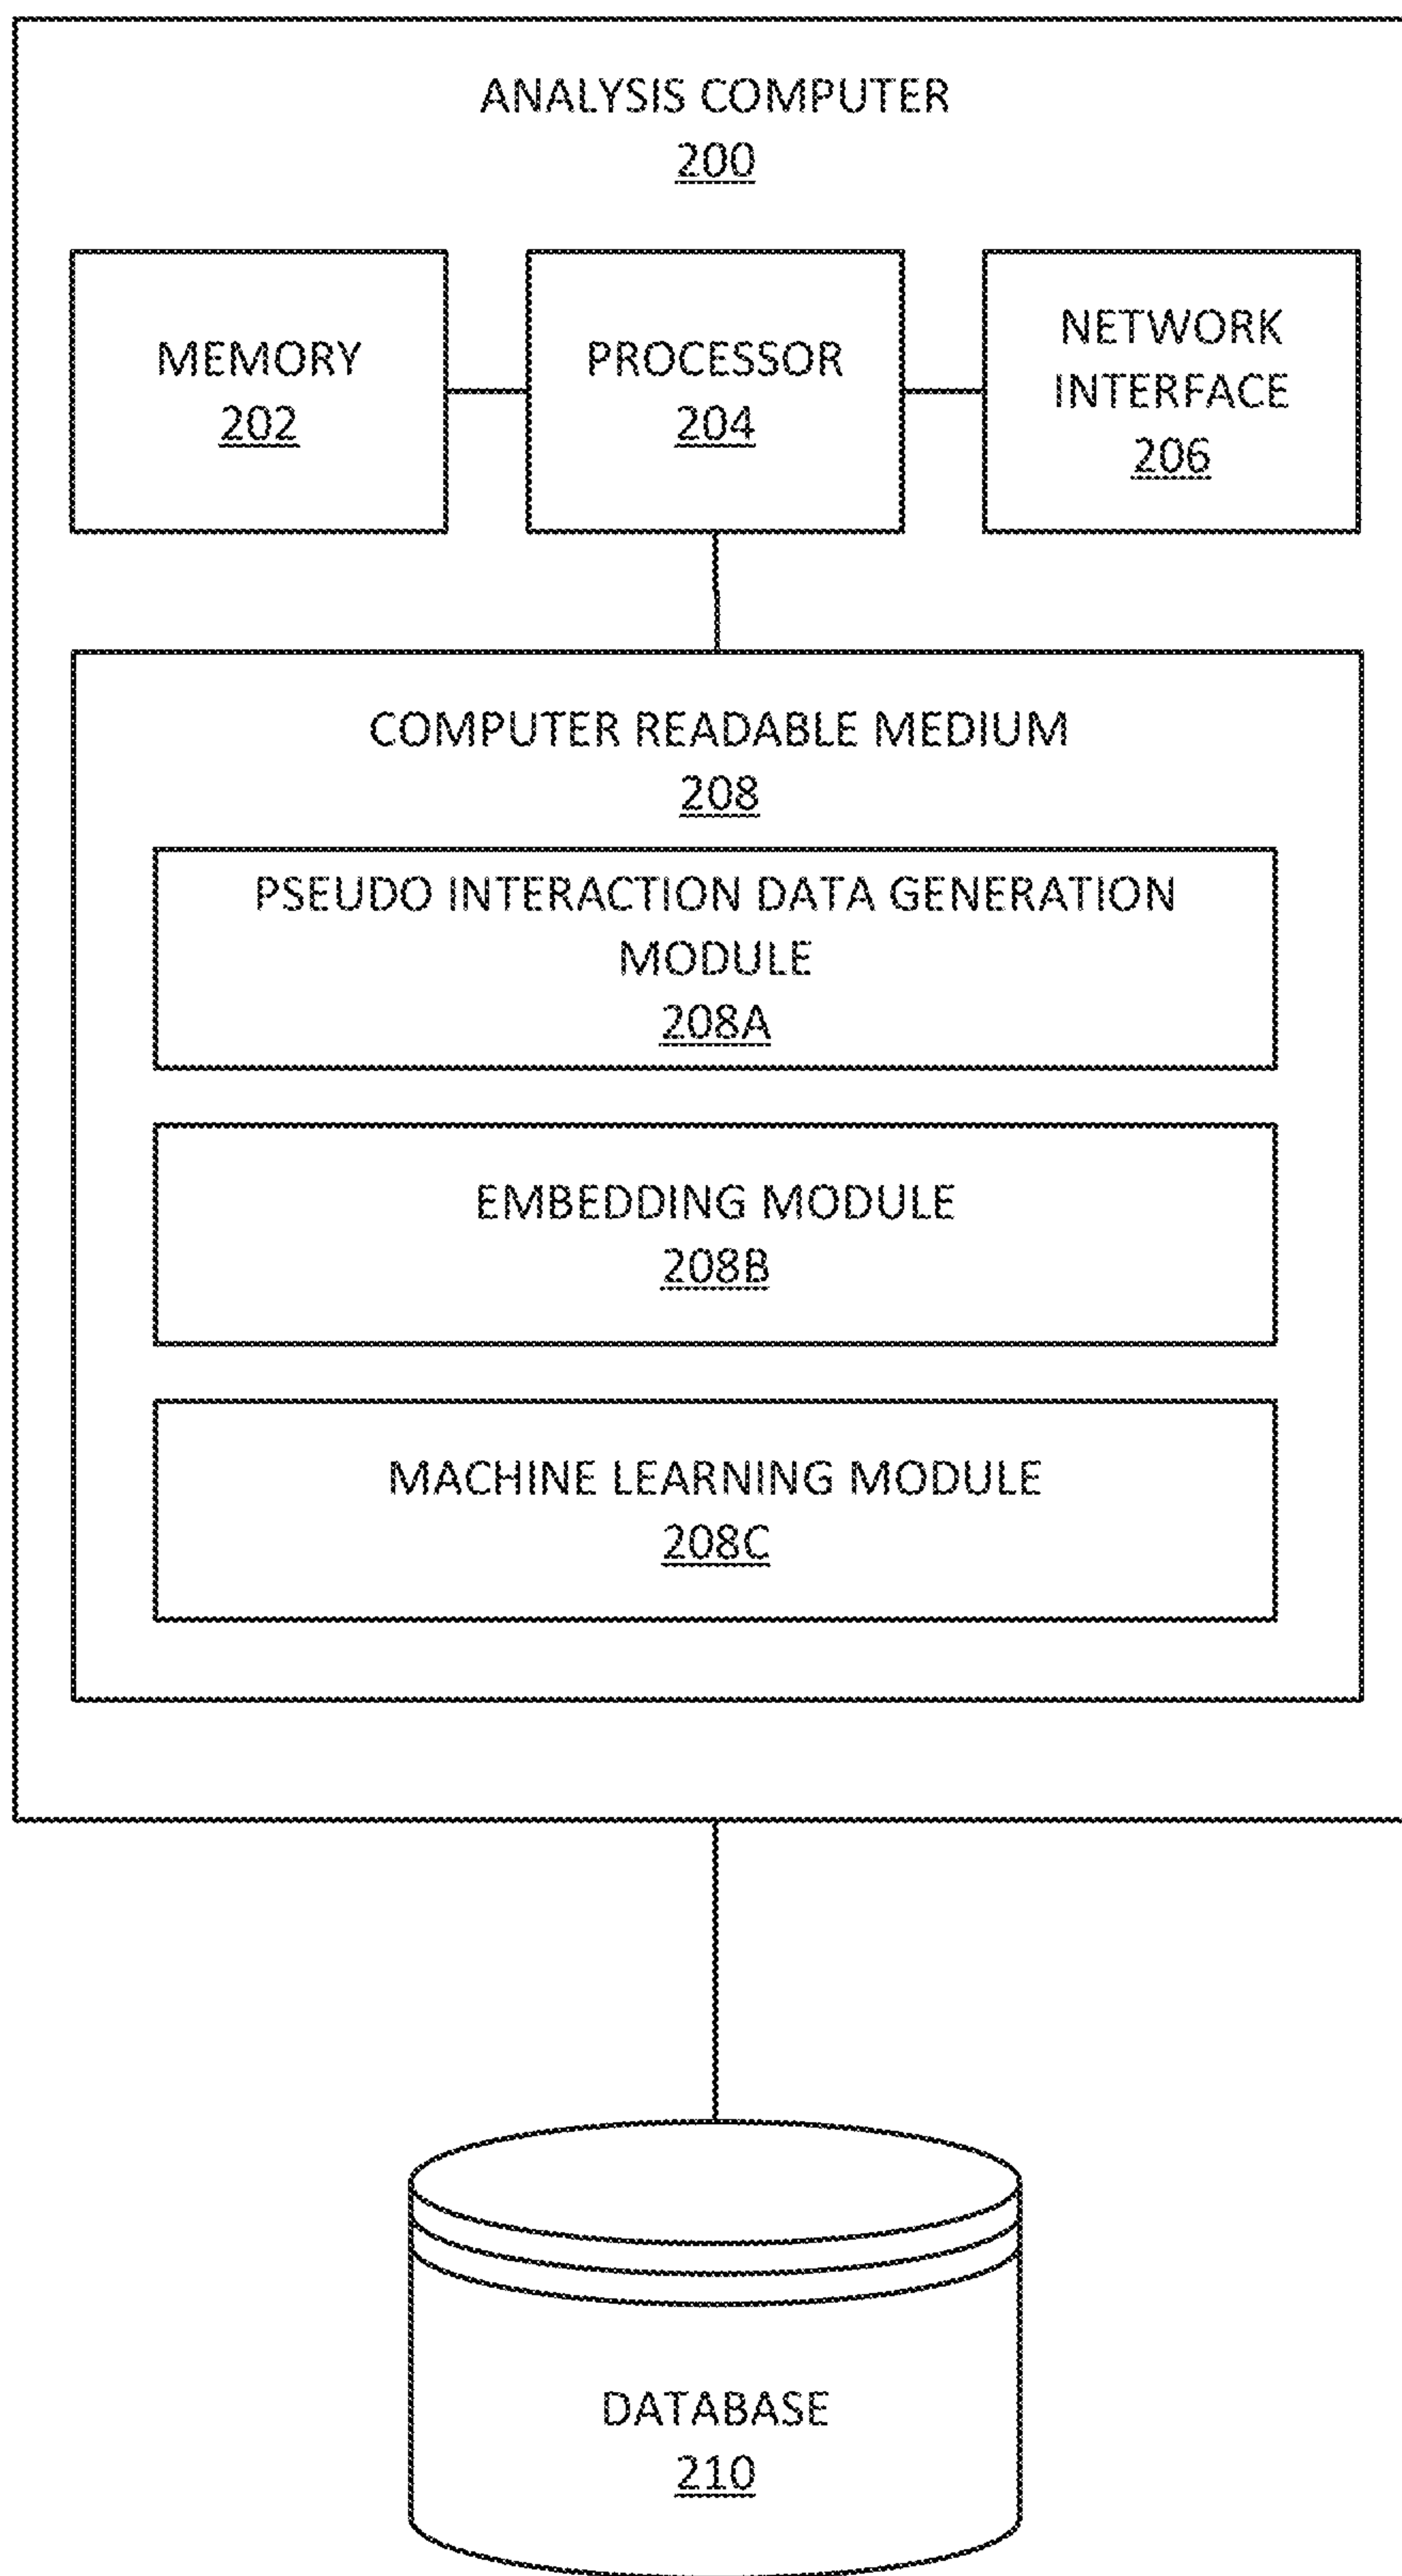 ANALYSIS COMPUTER
200
MEMORY
202
PROCESSOR
204
NETWORK
INTERFACE
206
COMPUTER READABLE MEDIUM
208
PSEUDO INTERACTION DATA GENERATION
MODULE
208A
EMBEDDING MODULE
208B
MACHINE LEARNING MODULE
208C
DATABASE
210